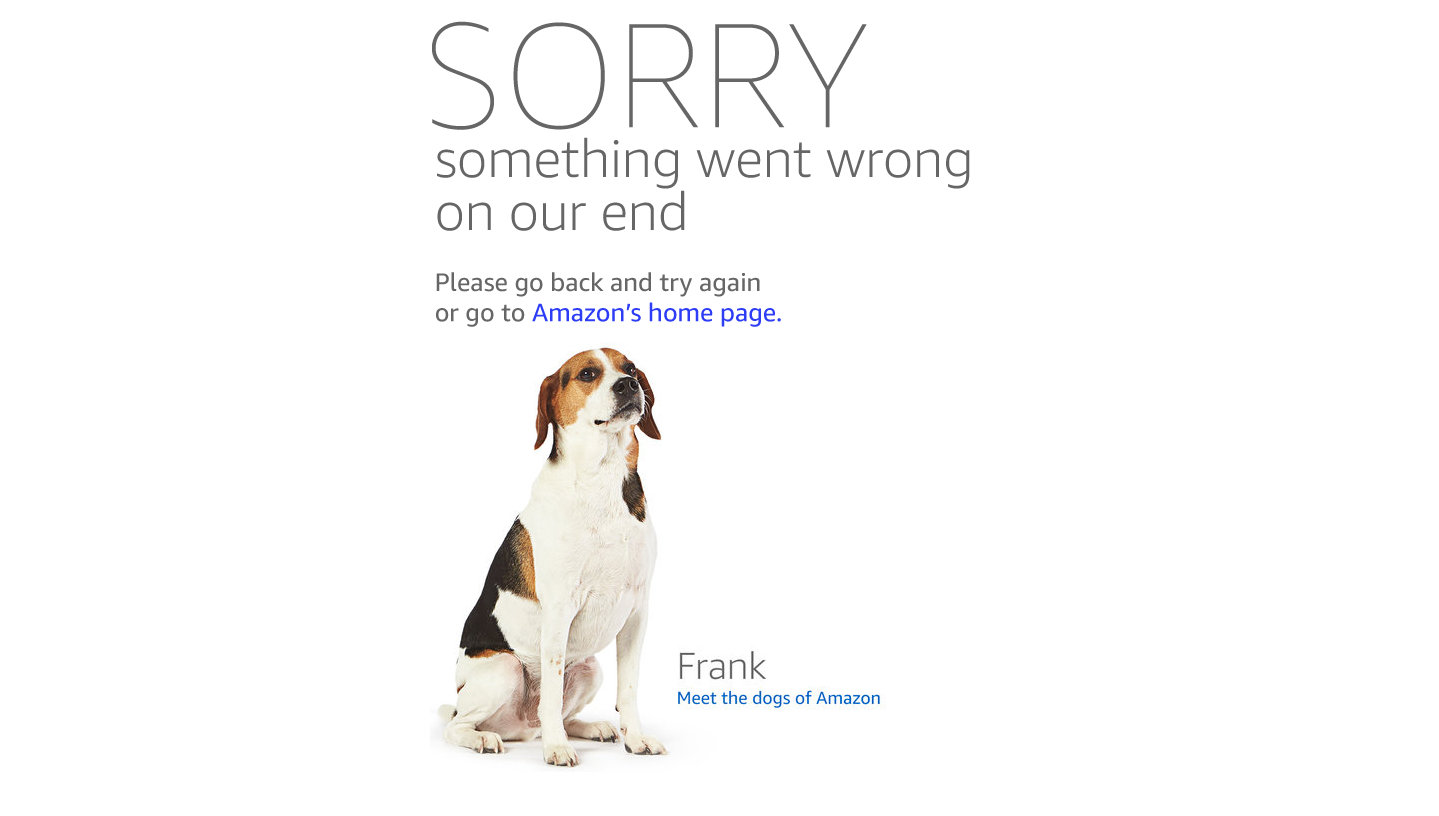 SORRY
something went wrong
on our end
Please go back and try again
or go to Amazon's home page.
Frank
Meet the dogs of Amazon